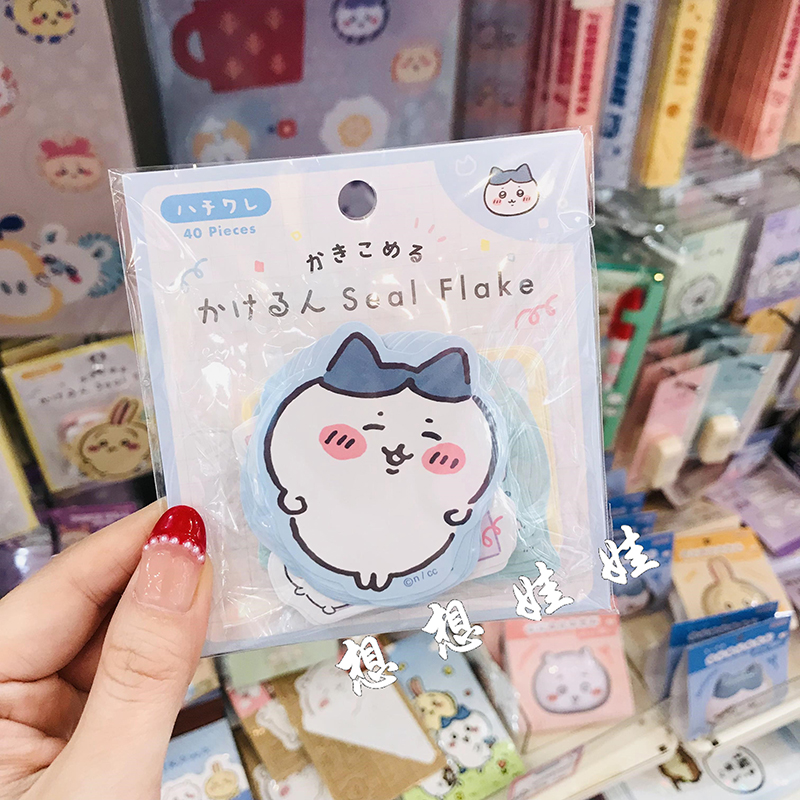 ハチワレ
40 Pieces
かきこめる
かけるん Seal Flake
©n/cc
想想娃娃